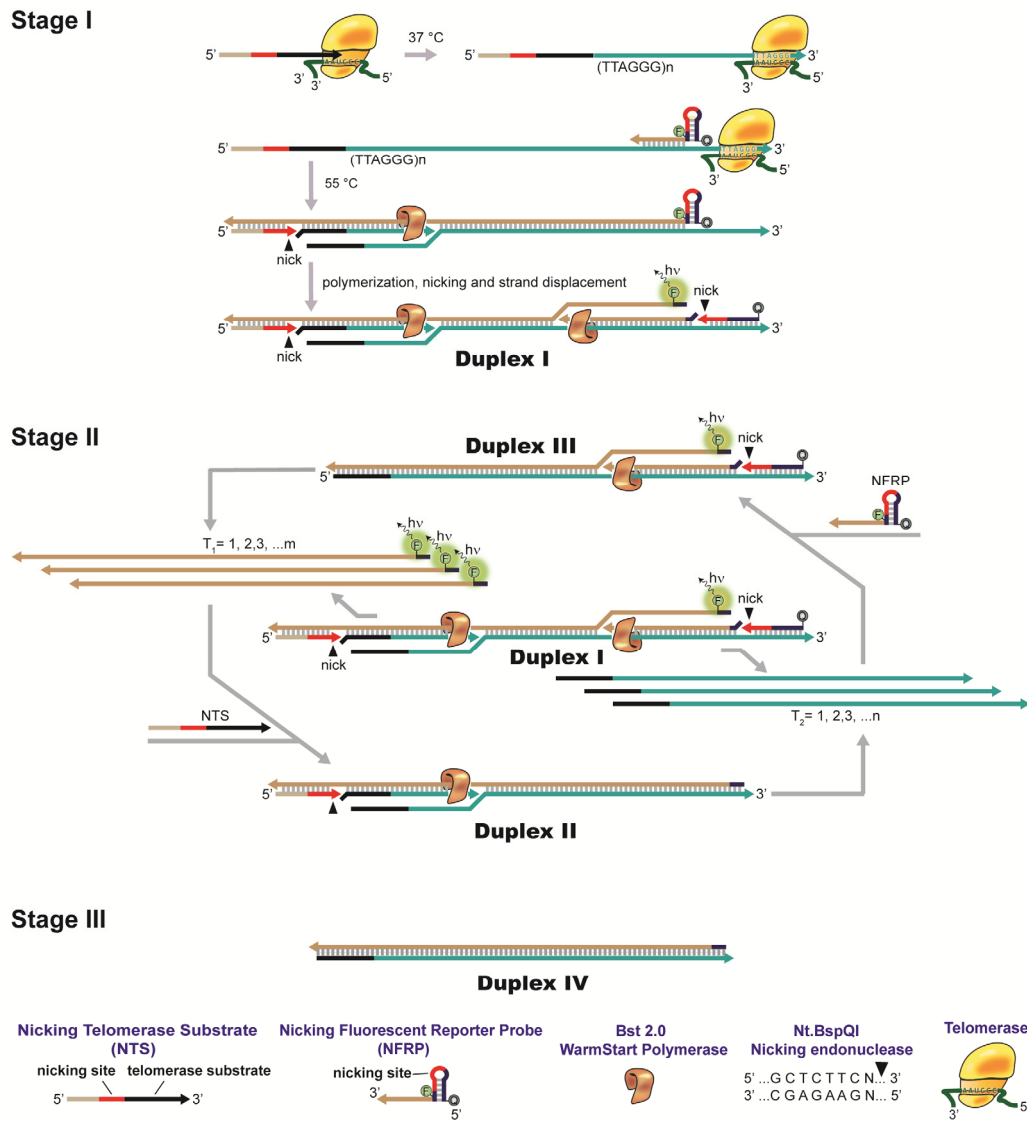 Stage I
37 °C
5'
3'
3'
5'
5'
(TTAGGG)n
TTAGGG
AAUCCC
3'
3'
5'
5'
(TTAGGG)n
F
Q
TTAGGG
AAUCCC
3'
3'
5'
55 °C
F
Q
5'
3'
nick
polymerization, nicking and strand displacement
hν
F
nick
Q
5'
3'
nick
Duplex I
Stage II
Duplex III
hν
F
nick
Q
5'
3'
NFRP
F
Q
T1= 1, 2,3, ...m
hν
hν
hν
F
F
F
hν
F
nick
Q
5'
3'
nick
Duplex I
NTS
T2= 1, 2,3, ...n
5'
3'
Duplex II
Stage III
Duplex IV
Nicking Telomerase Substrate
(NTS)
nicking site
telomerase substrate
5'
3'
Nicking Fluorescent Reporter Probe
(NFRP)
nicking site
3'
F
Q
5'
Bst 2.0
WarmStart Polymerase
Nt.BspQI
Nicking endonuclease
5' ...G C T C T T C N... 3'
3' ...C G A G A A G N... 5'
Telomerase
3'
5'